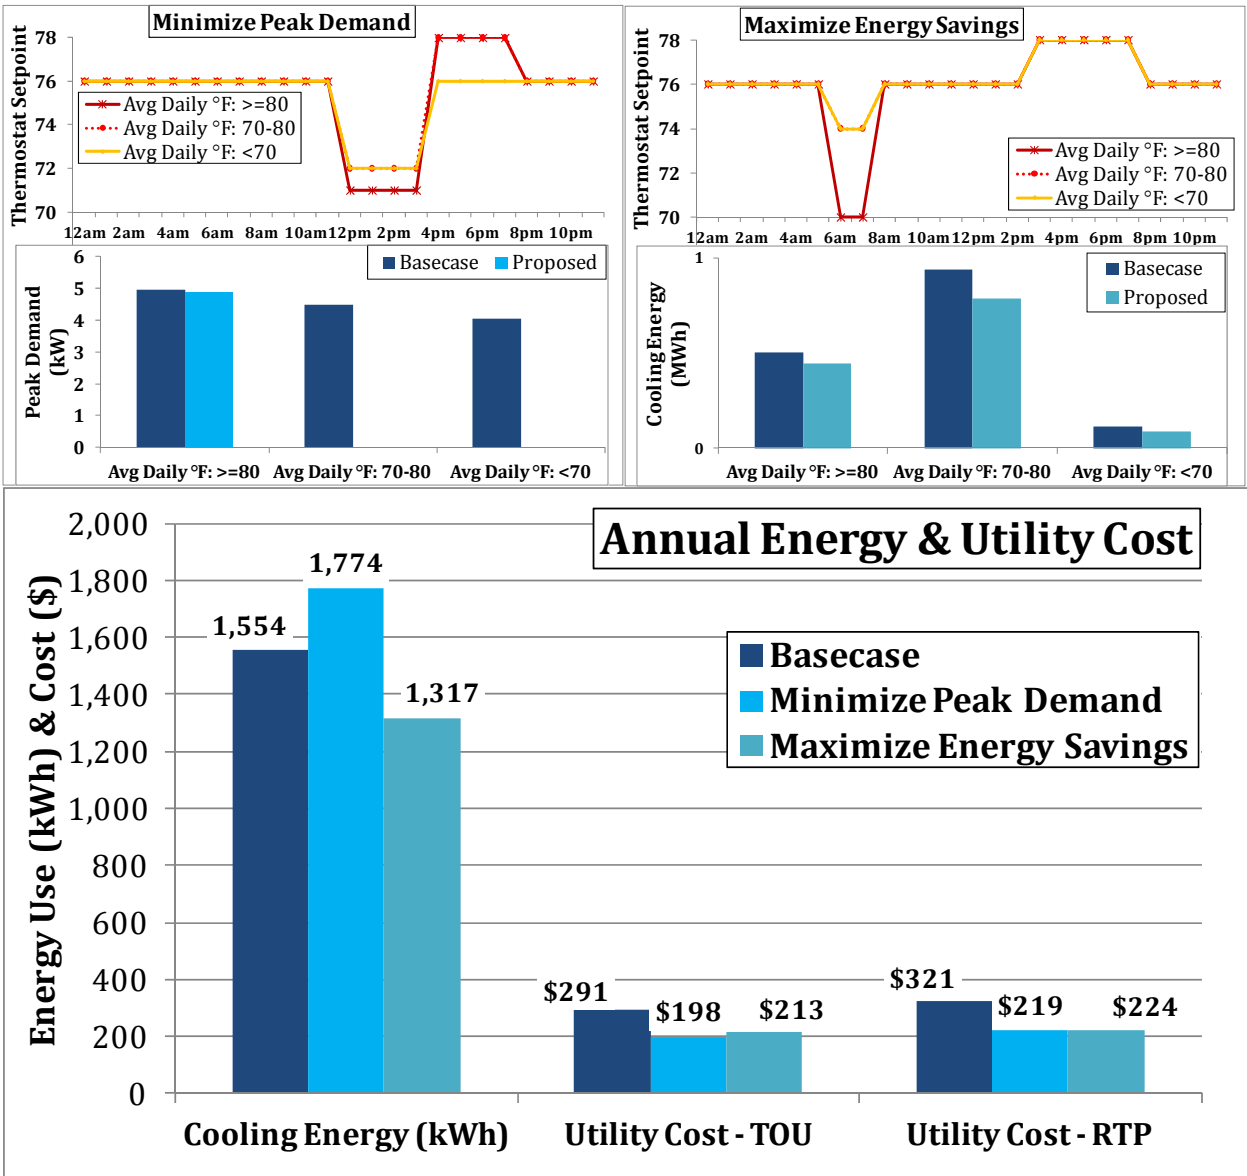 Minimize Peak Demand
Thermostat Setpoint
78
76
74
72
70
Avg Daily °F: >=80
Avg Daily °F: 70-80
Avg Daily °F: <70
12am 2am 4am 6am 8am 10am 12pm 2pm 4pm 6pm 8pm 10pm
Peak Demand
(kW)
6
5
4
3
2
1
0
Basecase Proposed
Avg Daily °F: >=80 Avg Daily °F: 70-80 Avg Daily °F: <70
Maximize Energy Savings
Thermostat Setpoint
78
76
74
72
70
Avg Daily °F: >=80
Avg Daily °F: 70-80
Avg Daily °F: <70
12am 2am 4am 6am 8am 10am 12pm 2pm 4pm 6pm 8pm 10pm
Cooling Energy
(MWh)
1
0
Basecase
Proposed
Avg Daily °F: >=80 Avg Daily °F: 70-80 Avg Daily °F: <70
Annual Energy & Utility Cost
Energy Use (kWh) & Cost ($)
2,000
1,800
1,600
1,400
1,200
1,000
800
600
400
200
0
Basecase
Minimize Peak Demand
Maximize Energy Savings
1,554
1,774
1,317
$291
$198
$213
$321
$219
$224
Cooling Energy (kWh) Utility Cost - TOU Utility Cost - RTP